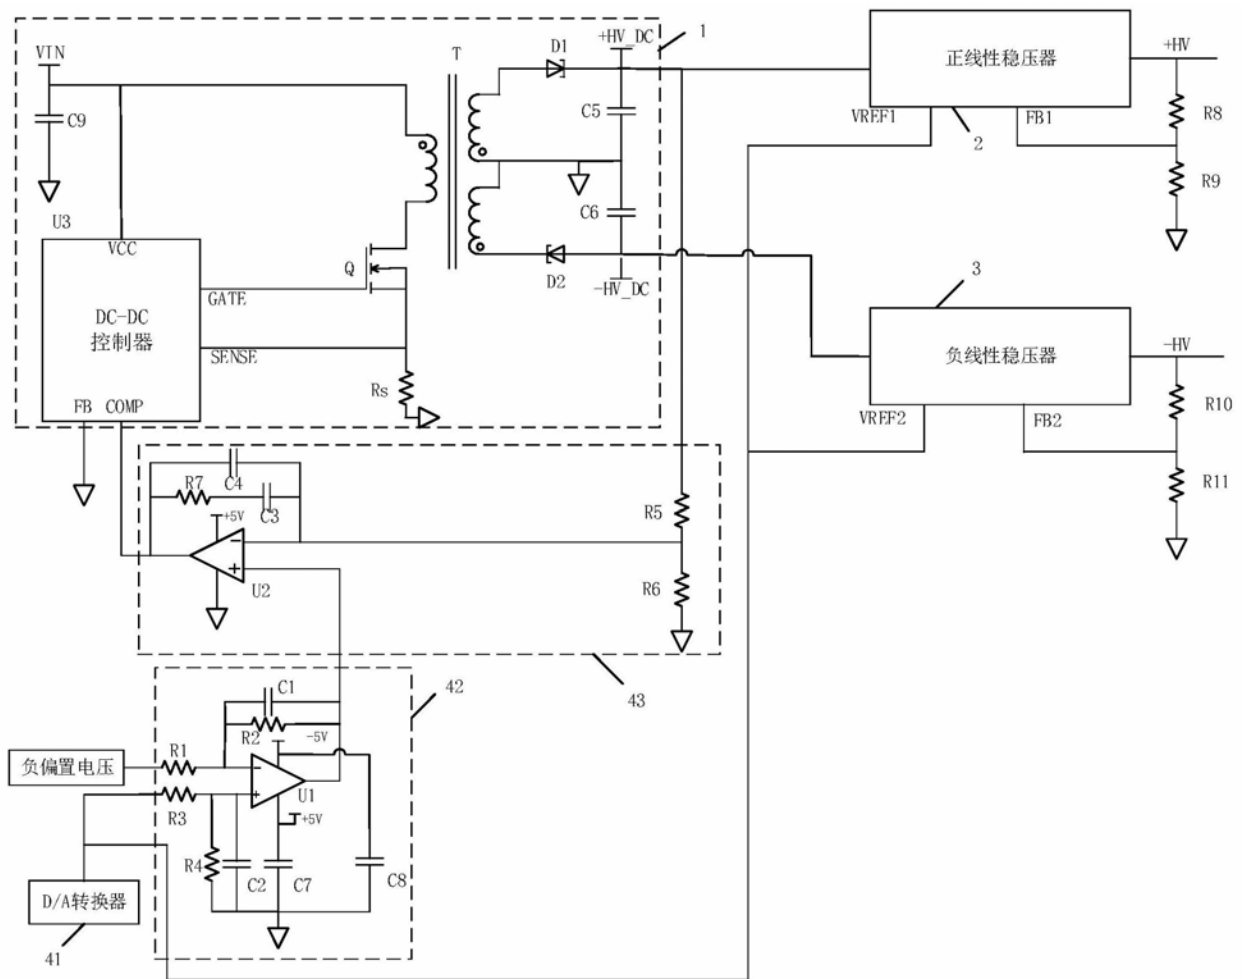 +HV_DC
1
VIN
T
D1
C9
C5
正线性稳压器
+HV
VREF1
FB1
2
R8
R9
U3
VCC
C6
Q
D2
-HV_DC
GATE
DC-DC
控制器
SENSE
Rs
FB
COMP
3
负线性稳压器
-HV
VREF2
FB2
R10
R11
C4
R7
C3
+5V
-
+
U2
R5
R6
43
42
C1
R2
-5V
负偏置电压
R1
-
+
U1
R3
+5V
R4
C2
C7
C8
D/A转换器
41